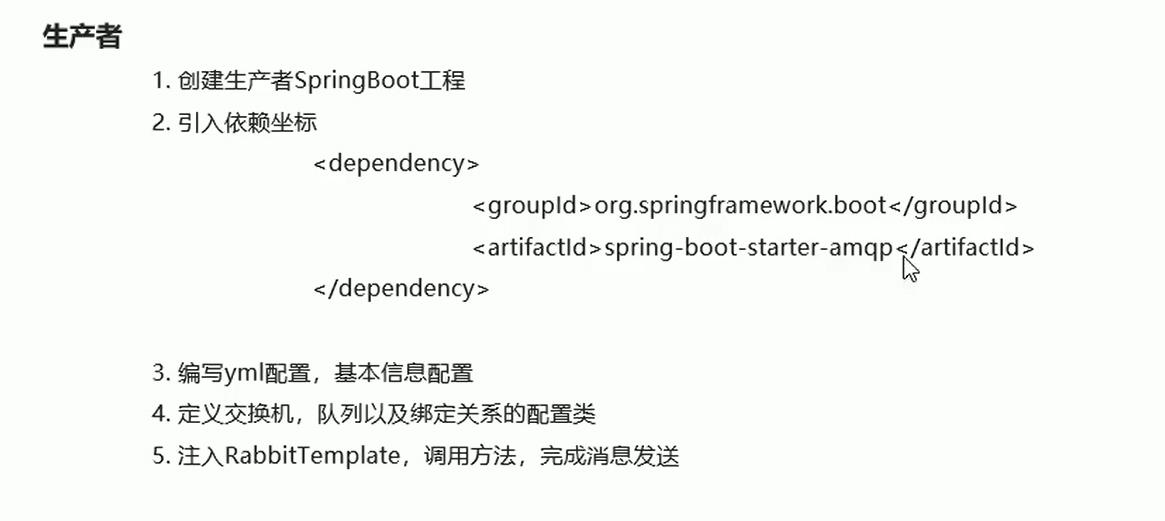 生产者
1. 创建生产者SpringBoot工程
2. 引入依赖坐标
<dependency>
<groupId>org.springframework.boot</groupId>
<artifactId>spring-boot-starter-amqp</artifactId>
</dependency>
3. 编写yml配置，基本信息配置
4. 定义交换机，队列以及绑定关系的配置类
5. 注入RabbitTemplate，调用方法，完成消息发送